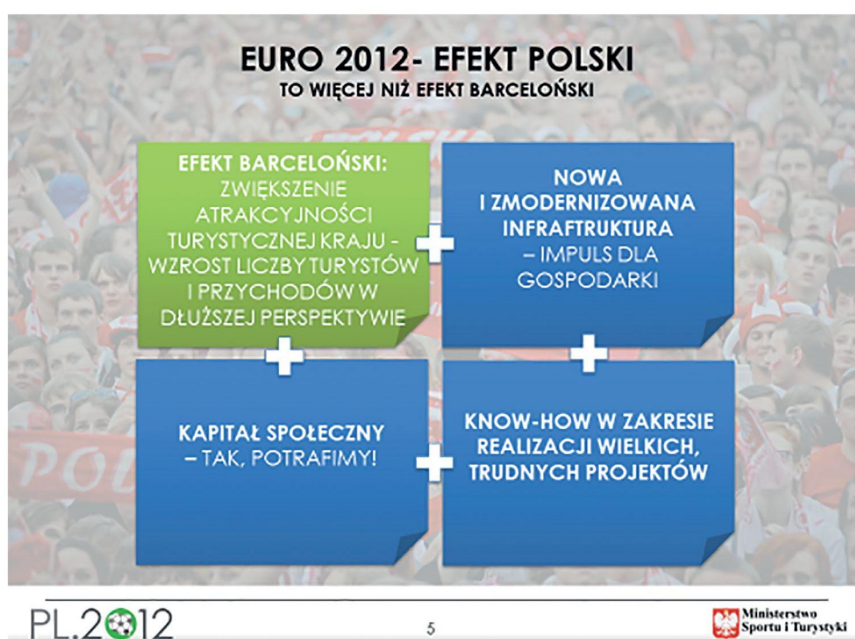 EURO 2012- EFEKT POLSKI
TO WIĘCEJ NIŻ EFEKT BARCELOŃSKI
EFEKT BARCELOŃSKI:
ZWIĘKSZENIE
ATRAKCYJNOŚCI
TURYSTYCZNEJ KRAJU -
WZROST LICZBY TURYSTÓW
I PRZYCHODÓW W
DŁUŻSZEJ PERSPEKTYWIE
NOWA
I ZMODERNIZOWANA
INFRAFTRUKTURA
– IMPULS DLA
GOSPODARKI
KAPITAŁ SPOŁECZNY
– TAK, POTRAFIMY!
KNOW-HOW W ZAKRESIE
REALIZACJI WIELKICH,
TRUDNYCH PROJEKTÓW
POL
PL.2012
5
Ministerstwo
Sportu i Turystyki